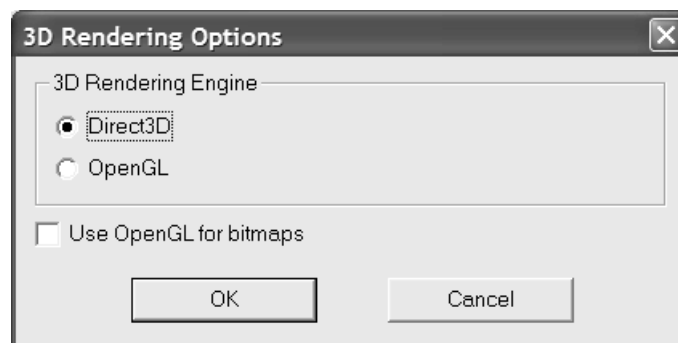 3D Rendering Options
3D Rendering Engine
Direct3D
OpenGL
Use OpenGL for bitmaps
OK Cancel